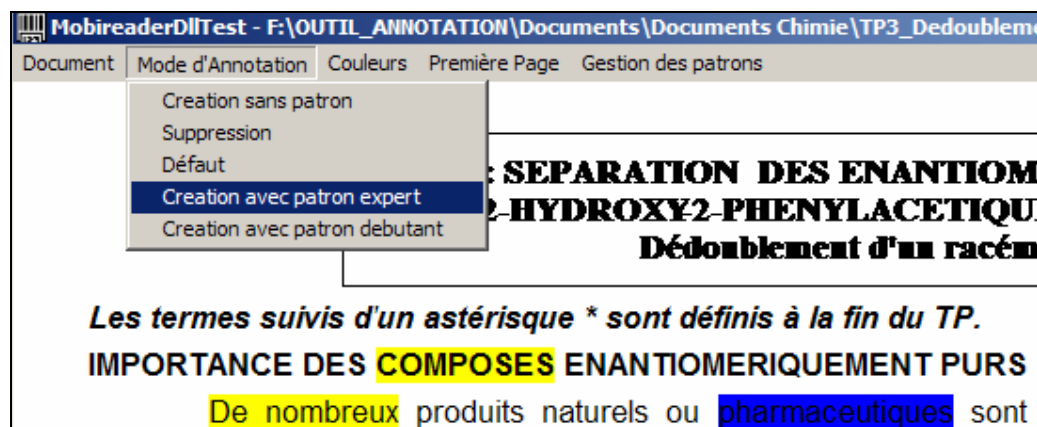 MobireaderDllTest - F:\OUTIL_ANNOTATION\Documents\Documents Chimie\TP3_Dedoubleme
Document Mode d'Annotation Couleurs Première Page Gestion des patrons
Creation sans patron
Suppression
Défaut
Creation avec patron expert
Creation avec patron debutant
: SEPARATION DES ENANTIOM
2-HYDROXY2-PHENYLACETIQU
Dédoublement d'un racém
Les termes suivis d'un astérisque * sont définis à la fin du TP.
IMPORTANCE DES COMPOSES ENANTIOMERIQUEMENT PURS
De nombreux produits naturels ou pharmaceutiques sont